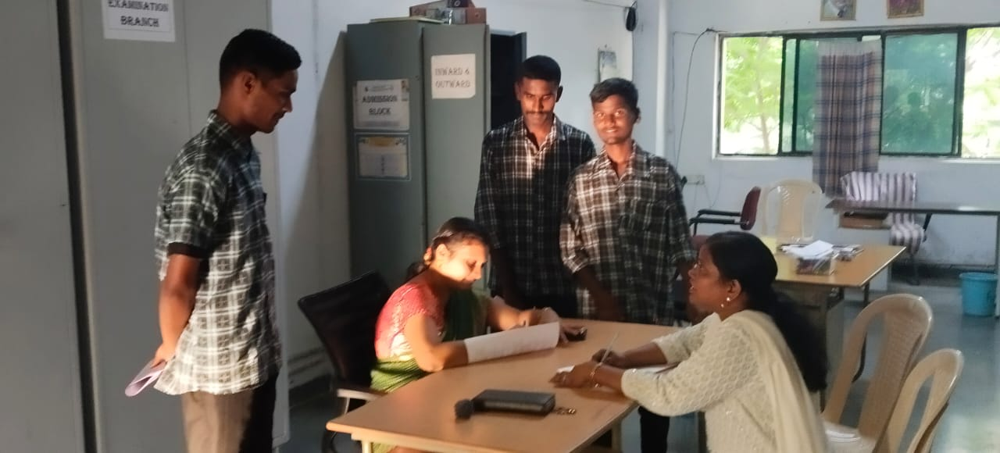 EXAMINATION
BRANCH
ADMISSION
BLOCK
INWARD &
OUTWARD